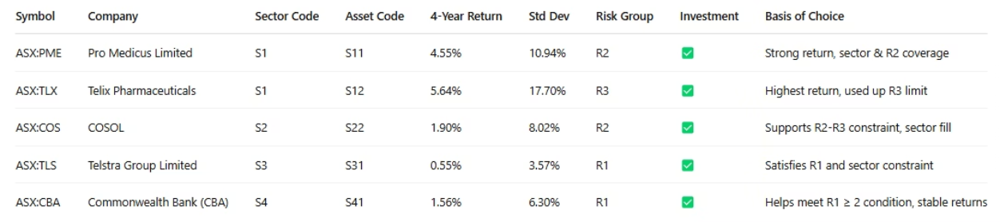 Symbol Company Sector Code Asset Code 4-Year Return Std Dev Risk Group Investment Basis of Choice
ASX:PME Pro Medicus Limited S1 S11 4.55% 10.94% R2 ✅ Strong return, sector & R2 coverage
ASX:TLX Telix Pharmaceuticals S1 S12 5.64% 17.70% R3 ✅ Highest return, used up R3 limit
ASX:COS COSOL S2 S22 1.90% 8.02% R2 ✅ Supports R2-R3 constraint, sector fill
ASX:TLS Telstra Group Limited S3 S31 0.55% 3.57% R1 ✅ Satisfies R1 and sector constraint
ASX:CBA Commonwealth Bank (CBA) S4 S41 1.56% 6.30% R1 ✅ Helps meet R1 ≥ 2 condition, stable returns